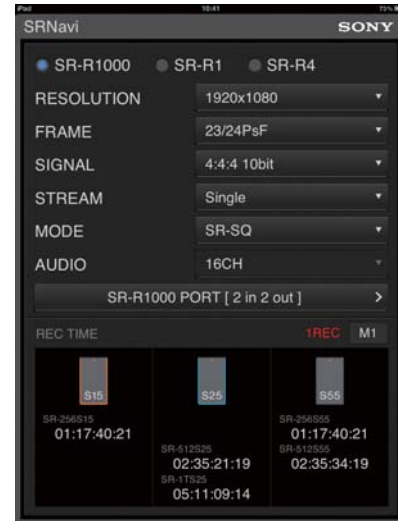 iPad 10:41 73%
SRNavi SONY
SR-R1000 SR-R1 SR-R4
RESOLUTION 1920x1080
FRAME 23/24PsF
SIGNAL 4:4:4 10bit
STREAM Single
MODE SR-SQ
AUDIO 16CH
SR-R1000 PORT [ 2 in 2 out ] >
REC TIME 1REC M1
S15 S25 S55
SR-256S15 SR-256S55
01:17:40:21 01:17:40:21
SR-512S25 SR-512S55
02:35:21:19 02:35:34:19
SR-1TS25
05:11:09:14